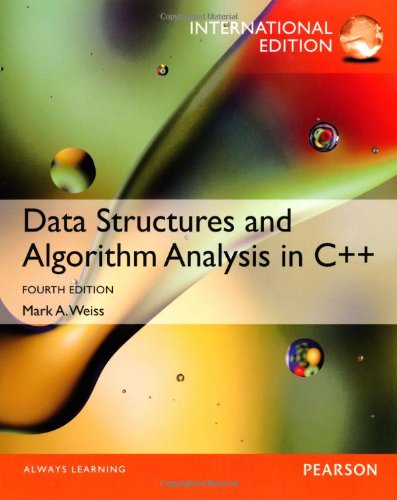 INTERNATIONAL
EDITION
Data Structures and
Algorithm Analysis in C++
FOURTH EDITION
Mark A. Weiss
ALWAYS LEARNING
PEARSON